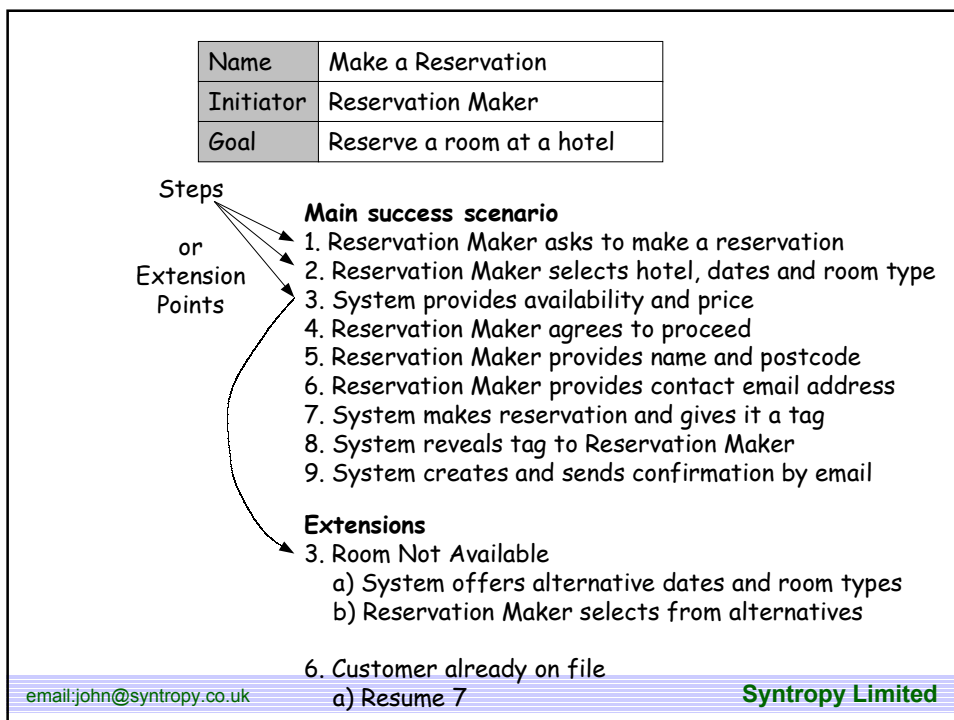 Name Make a Reservation
Initiator Reservation Maker
Goal Reserve a room at a hotel
Steps
or
Extension
Points
Main success scenario
1. Reservation Maker asks to make a reservation
2. Reservation Maker selects hotel, dates and room type
3. System provides availability and price
4. Reservation Maker agrees to proceed
5. Reservation Maker provides name and postcode
6. Reservation Maker provides contact email address
7. System makes reservation and gives it a tag
8. System reveals tag to Reservation Maker
9. System creates and sends confirmation by email
Extensions
3. Room Not Available
a) System offers alternative dates and room types
b) Reservation Maker selects from alternatives
6. Customer already on file
a) Resume 7
email:john@syntropy.co.uk
Syntropy Limited